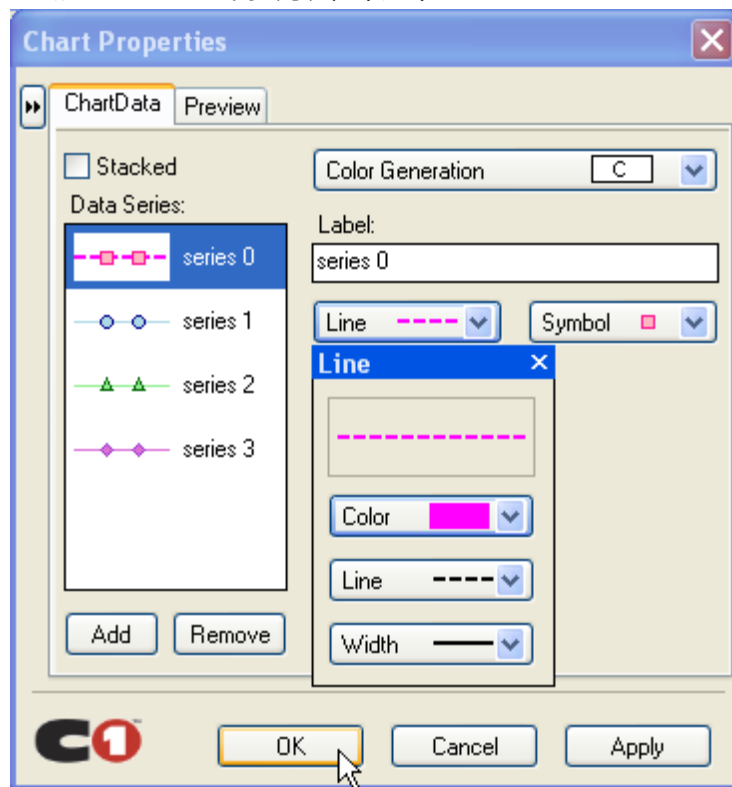 Chart Properties
ChartData
Preview
Stacked
Color Generation
C
Data Series:
Label:
series 0
series 0
series 1
Line
Symbol
series 2
series 3
Line
Color
Line
Width
Add
Remove
C1
OK
Cancel
Apply